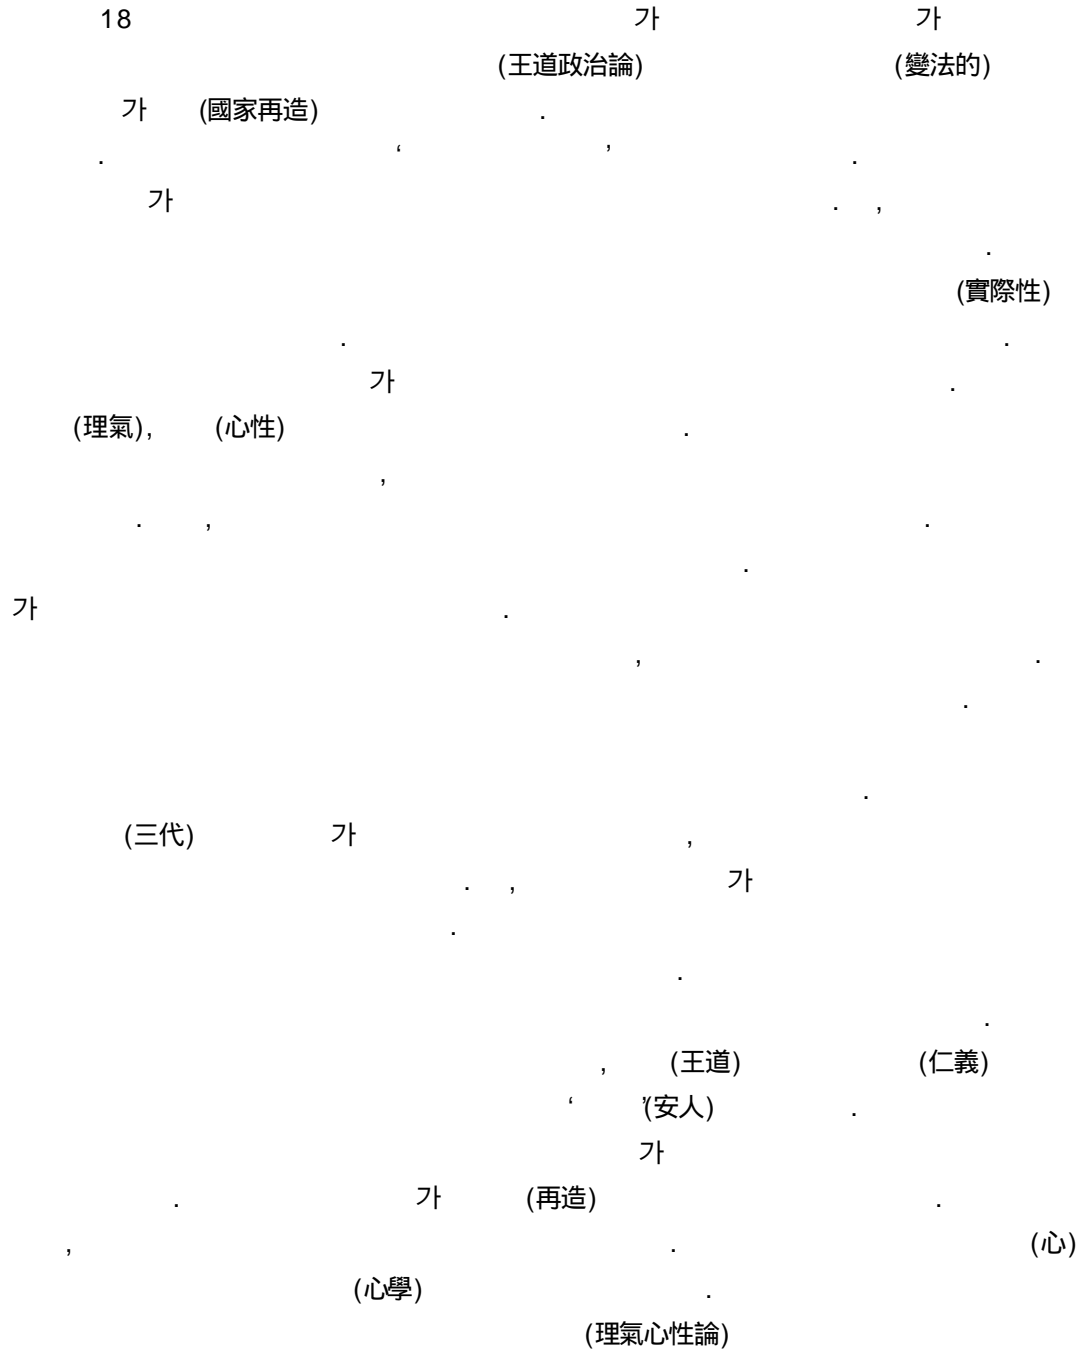 18 가 가
(王道政治論) (變法的)
가 (國家再造) .
. ‘ ’ .
가 . ,
.
(實際性)
. .
가 .
(理氣), (心性) .
,
. , .
.
가 .
, .
.
.
(三代) 가 ,
. , 가
.
.
.
, (王道) (仁義)
‘ ’(安人) .
가
. 가 (再造) .
, . (心)
(心學) .
(理氣心性論)